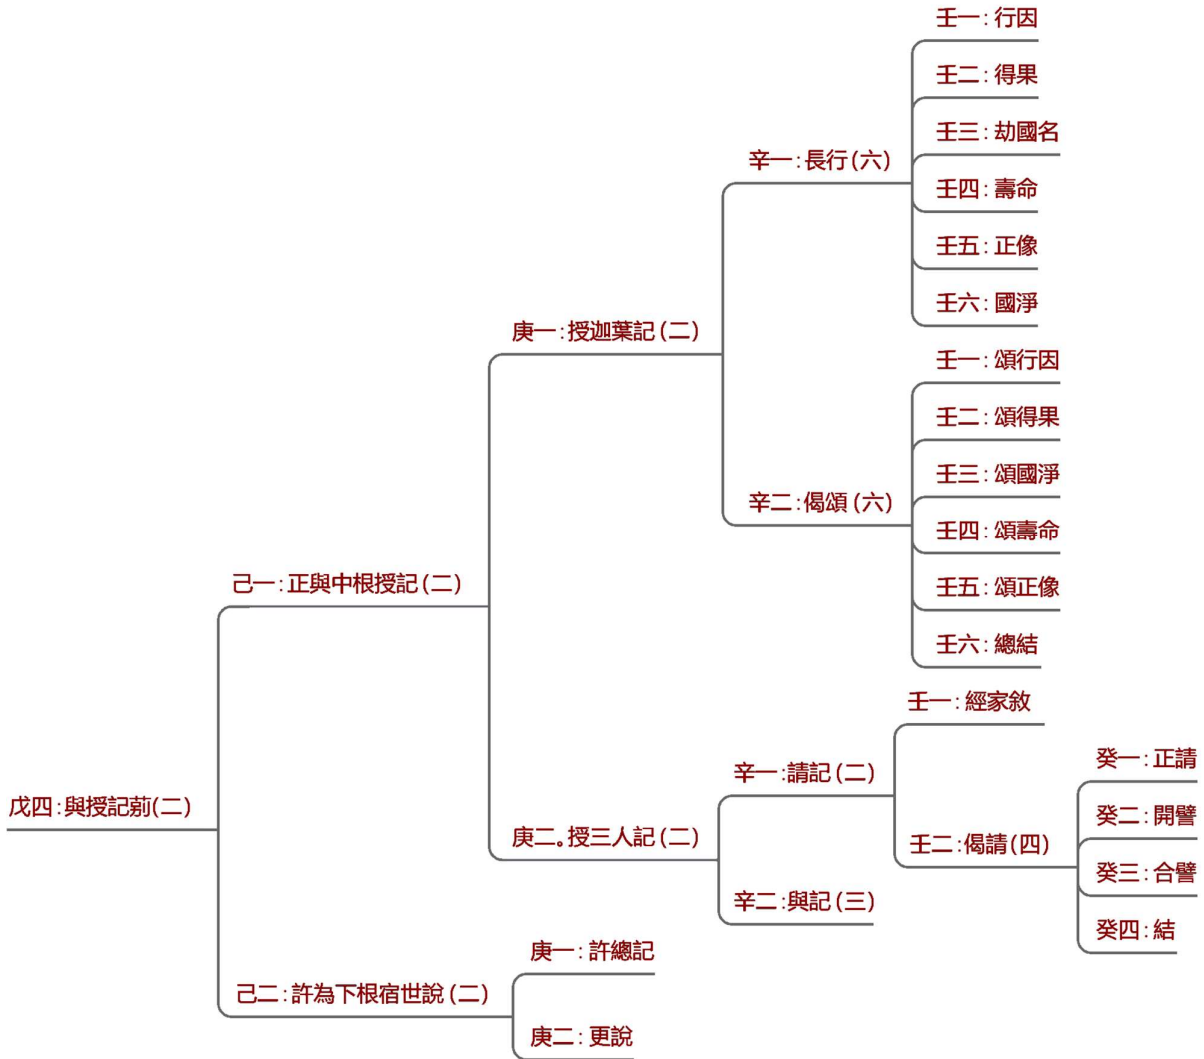 戊四:與授記莂(二)
己一:正與中根授記(二)
庚一:授迦葉記(二)
辛一:長行(六)
壬一:行因
壬二:得果
壬三:劫國名
壬四:壽命
壬五:正像
壬六:國淨
辛二:偈頌(六)
壬一:頌行因
壬二:頌得果
壬三:頌國淨
壬四:頌壽命
壬五:頌正像
壬六:總結
庚二。授三人記(二)
辛一:請記(二)
壬一:經家敘
壬二:偈請(四)
癸一:正請
癸二:開譬
癸三:合譬
癸四:結
辛二:與記(三)
己二:許為下根宿世說(二)
庚一:許總記
庚二:更說